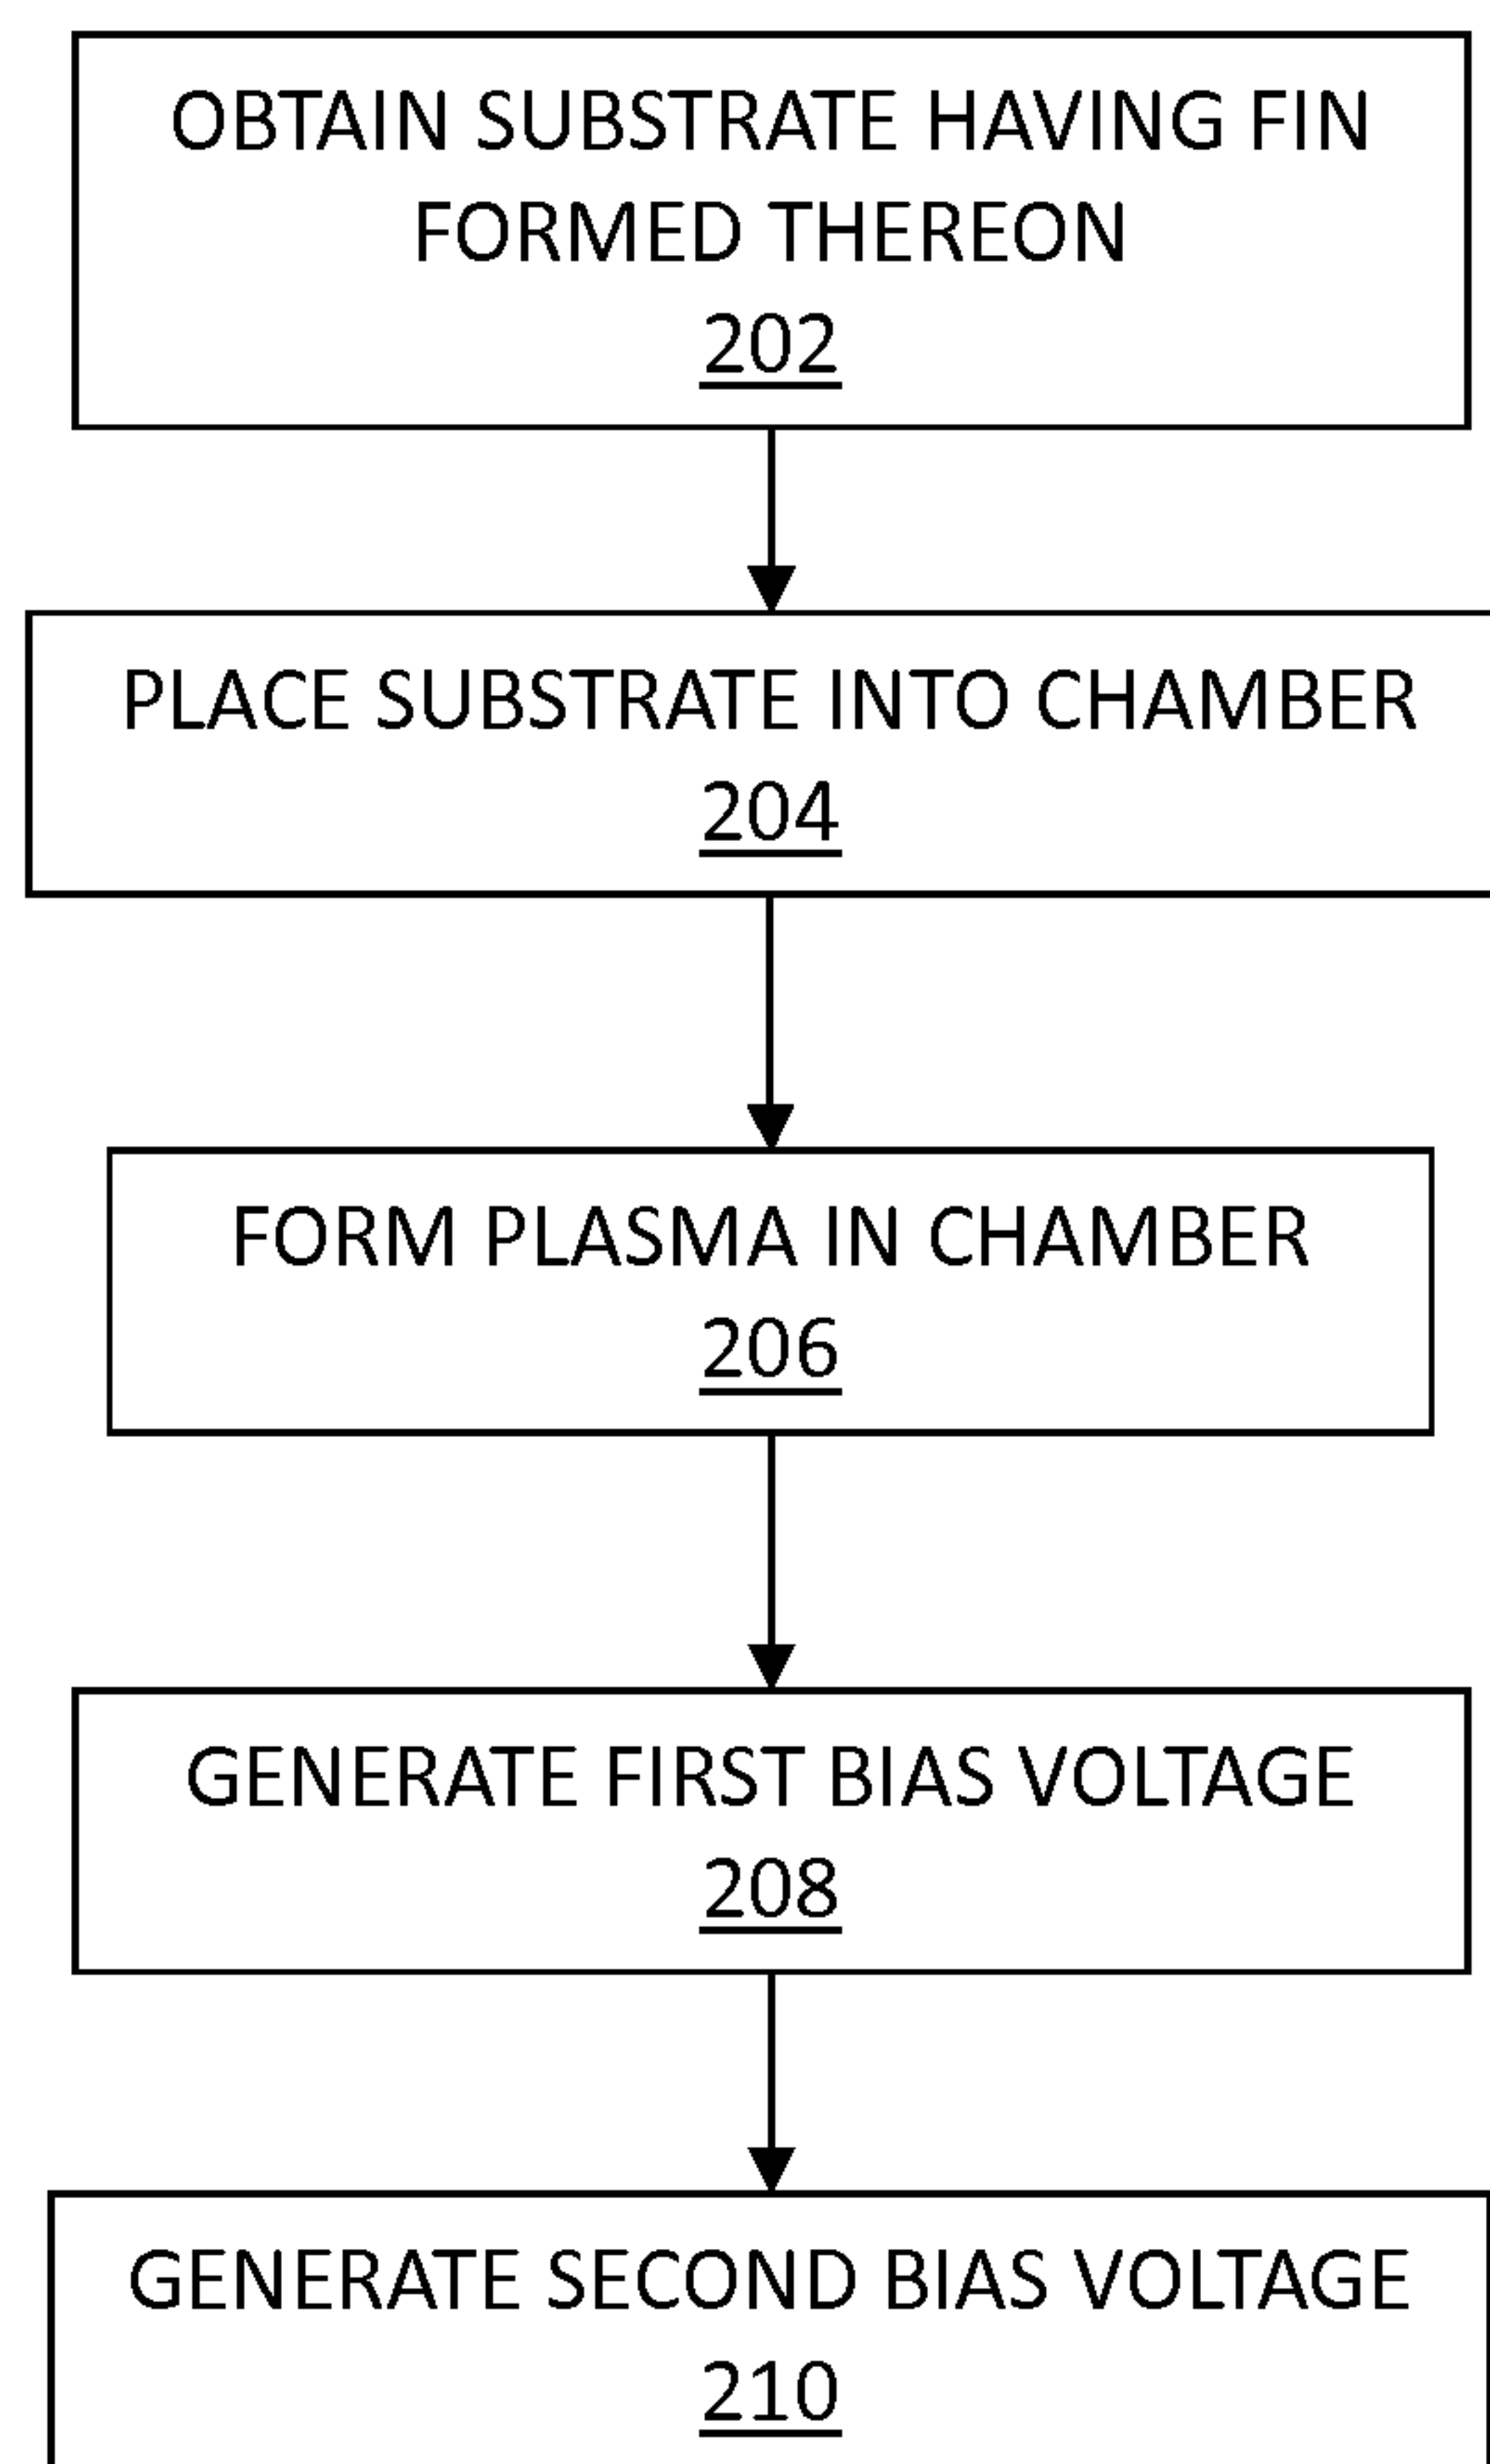 OBTAIN SUBSTRATE HAVING FIN
FORMED THEREON
202
PLACE SUBSTRATE INTO CHAMBER
204
FORM PLASMA IN CHAMBER
206
GENERATE FIRST BIAS VOLTAGE
208
GENERATE SECOND BIAS VOLTAGE
210